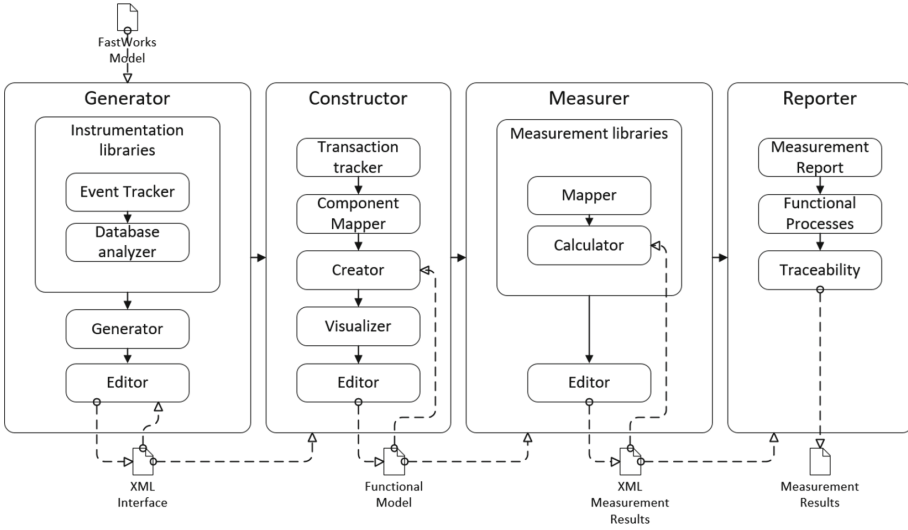 FastWorks
Model
Generator
Instrumentation
libraries
Event Tracker
Database
analyzer
Generator
Editor
XML
Interface
Constructor
Transaction
tracker
Component
Mapper
Creator
Visualizer
Editor
Functional
Model
Measurer
Measurement libraries
Mapper
Calculator
Editor
XML
Measurement
Results
Reporter
Measurement
Report
Functional
Processes
Traceability
Measurement
Results